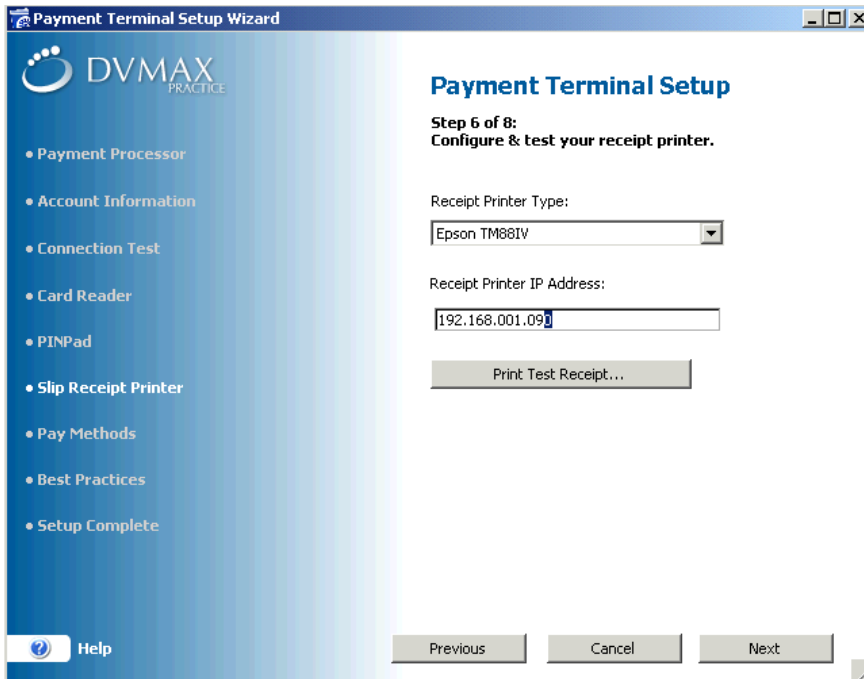 Payment Terminal Setup Wizard
DVMAX
PRACTICE
• Payment Processor
• Account Information
• Connection Test
• Card Reader
• PINPad
• Slip Receipt Printer
• Pay Methods
• Best Practices
• Setup Complete
? Help
Payment Terminal Setup
Step 6 of 8:
Configure & test your receipt printer.
Receipt Printer Type:
Epson TM88IV
Receipt Printer IP Address:
192.168.001.090
Print Test Receipt...
Previous
Cancel
Next